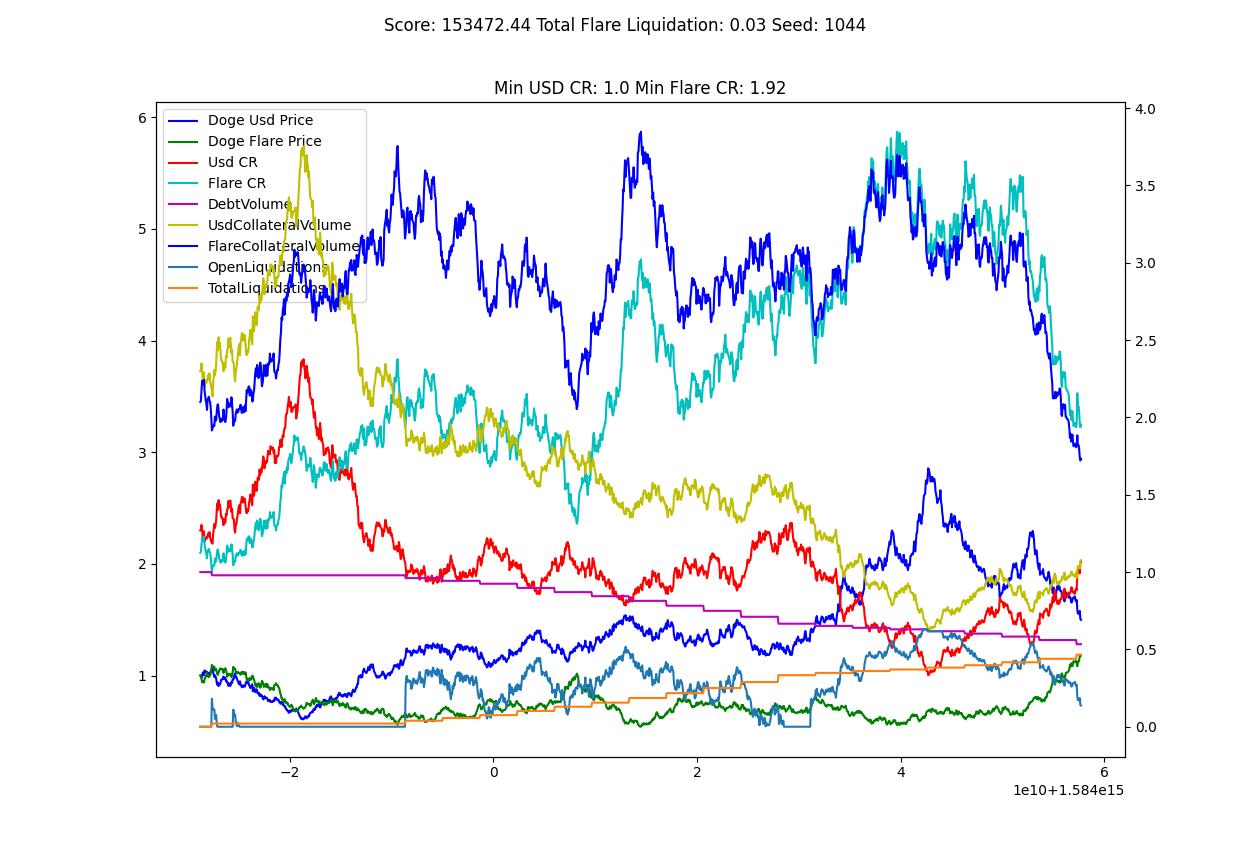 Score: 153472.44 Total Flare Liquidation: 0.03 Seed: 1044
Min USD CR: 1.0 Min Flare CR: 1.92
Doge Usd Price
Doge Flare Price
Usd CR
Flare CR
DebtVolume
UsdCollateralVolume
FlareCollateralVolume
OpenLiquidations
TotalLiquidations
6
5
4
3
2
1
4.0
3.5
3.0
2.5
2.0
1.5
1.0
0.5
0.0
−2 0 2 4 6
1e10+1.584e15